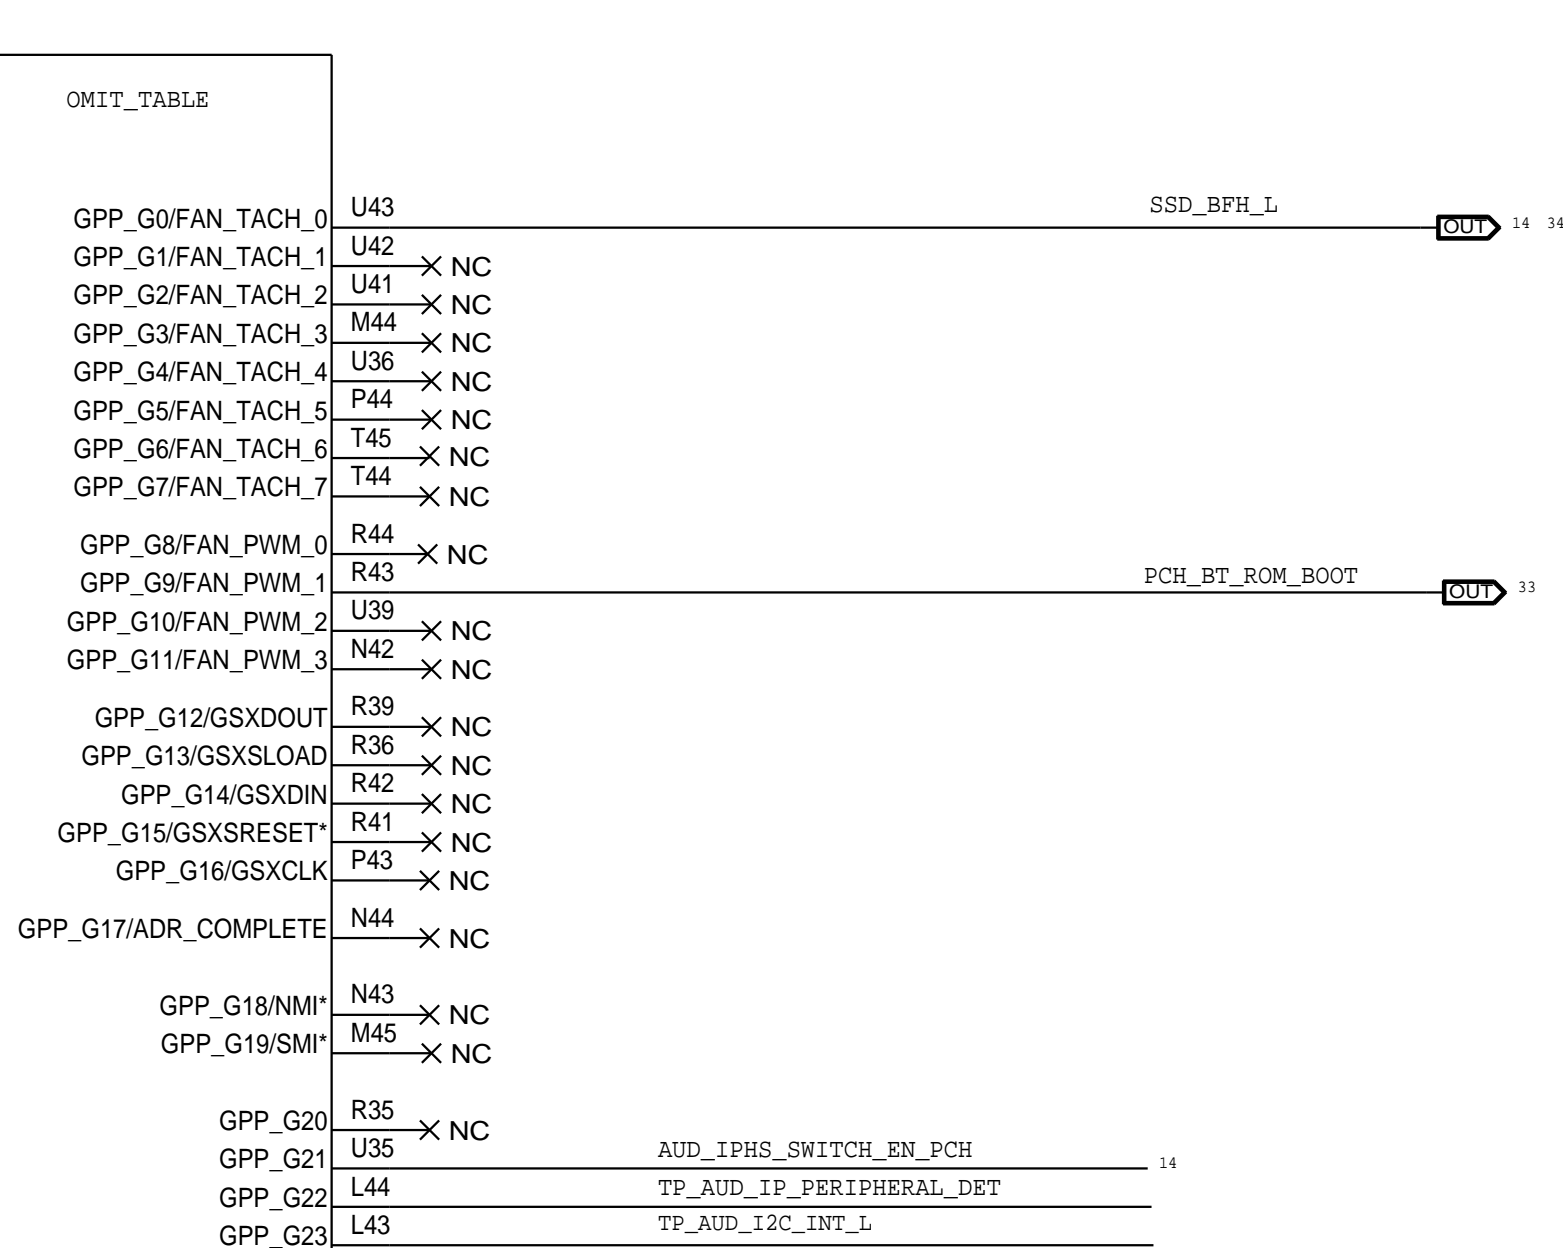 OMIT_TABLE
GPP_G0/FAN_TACH_0 U43 SSD_BFH_L OUT 14 34
GPP_G1/FAN_TACH_1 U42 NC
GPP_G2/FAN_TACH_2 U41 NC
GPP_G3/FAN_TACH_3 M44 NC
GPP_G4/FAN_TACH_4 U36 NC
GPP_G5/FAN_TACH_5 P44 NC
GPP_G6/FAN_TACH_6 T45 NC
GPP_G7/FAN_TACH_7 T44 NC
GPP_G8/FAN_PWM_0 R44 NC
GPP_G9/FAN_PWM_1 R43 PCH_BT_ROM_BOOT OUT 33
GPP_G10/FAN_PWM_2 U39 NC
GPP_G11/FAN_PWM_3 N42 NC
GPP_G12/GSXDOUT R39 NC
GPP_G13/GSXSLOAD R36 NC
GPP_G14/GSXDIN R42 NC
GPP_G15/GSXSRESET* R41 NC
GPP_G16/GSXCLK P43 NC
GPP_G17/ADR_COMPLETE N44 NC
GPP_G18/NMI* N43 NC
GPP_G19/SMI* M45 NC
GPP_G20 R35 NC
GPP_G21 U35 AUD_IPHS_SWITCH_EN_PCH 14
GPP_G22 L44 TP_AUD_IP_PERIPHERAL_DET
GPP_G23 L43 TP_AUD_I2C_INT_L